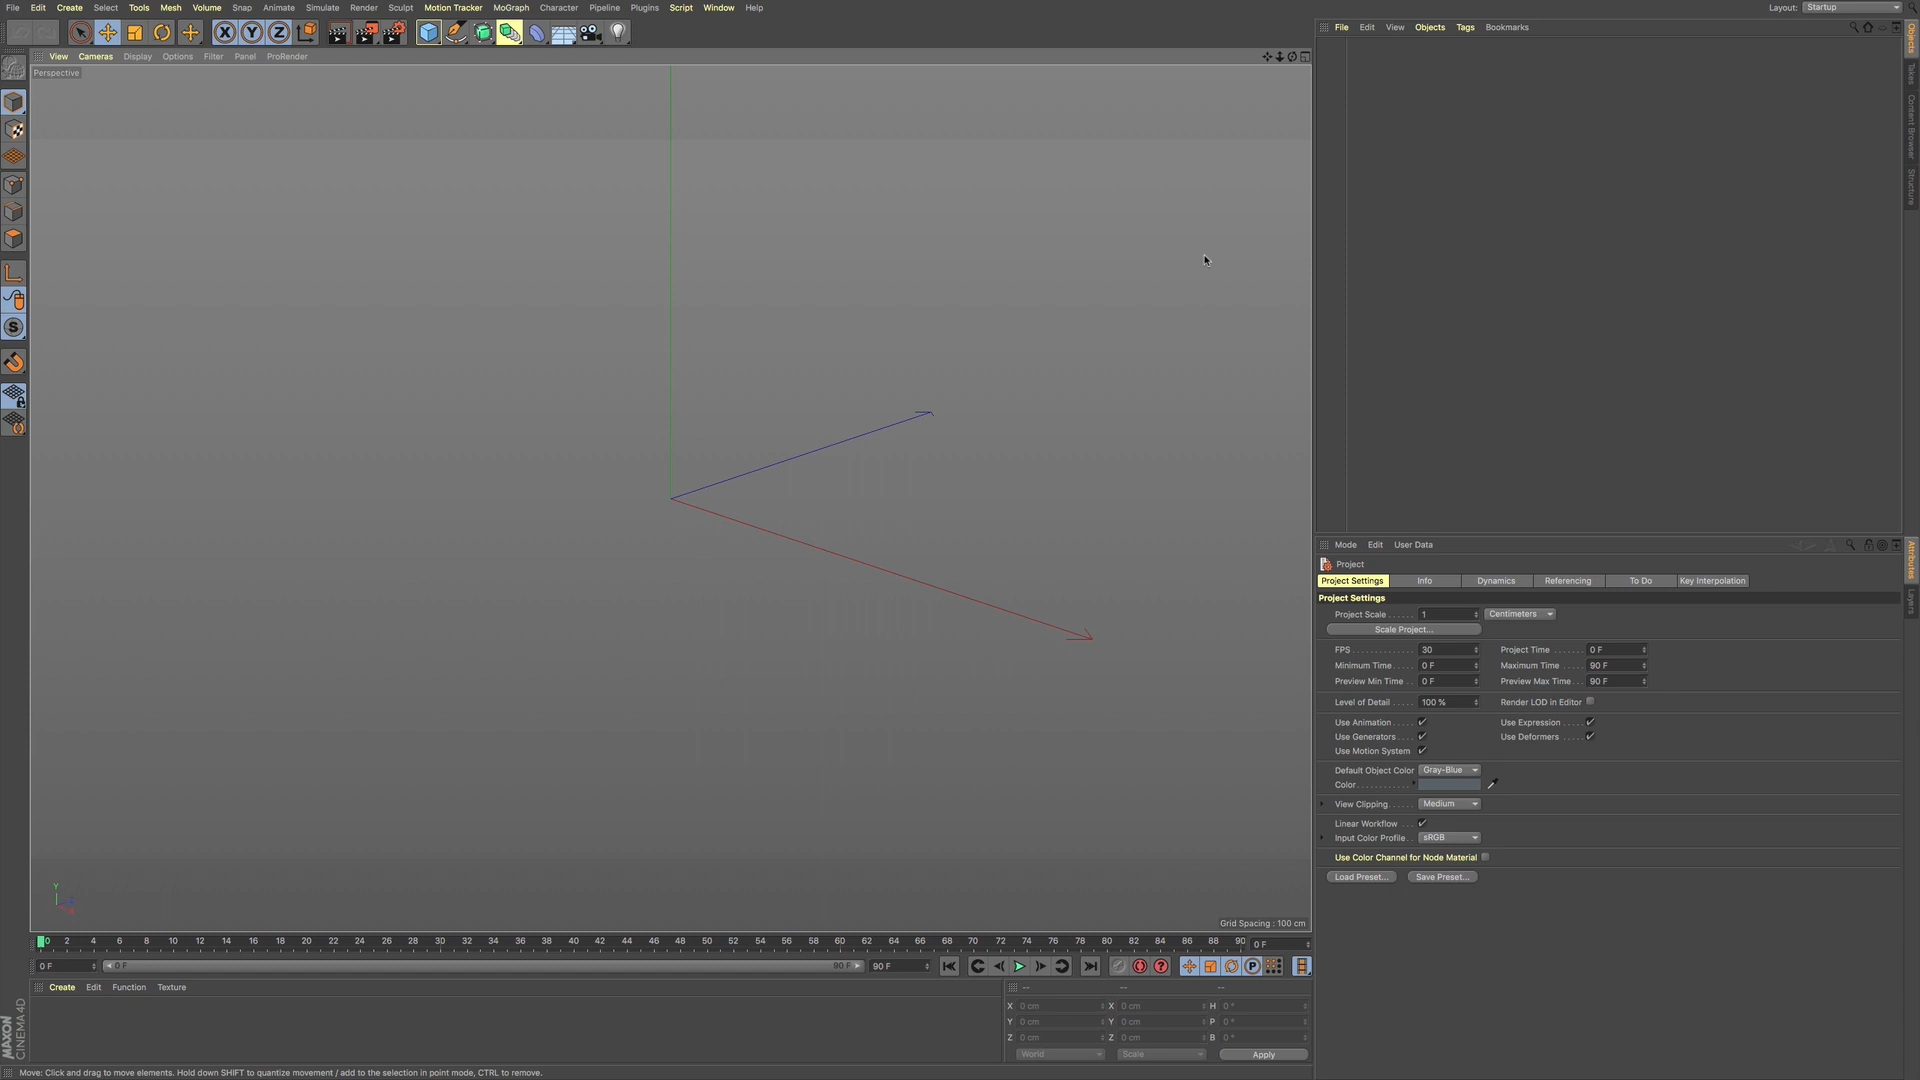 File Edit Create Select Tools Mesh Volume Snap Animate Simulate Render Sculpt Motion Tracker MoGraph Character Pipeline Plugins Script Window Help
Layout: Startup
View Cameras Display Options Filter Panel ProRender
File Edit View Objects Tags Bookmarks
Perspective
X Y Z
S
Objects
Takes
Content Browser
Structure
Mode Edit User Data
Project
Project Settings Info Dynamics Referencing To Do Key Interpolation
Project Settings
Project Scale 1 Centimeters
Scale Project...
FPS 30 Project Time 0 F
Minimum Time 0 F Maximum Time 90 F
Preview Min Time 0 F Preview Max Time 90 F
Level of Detail 100 % Render LOD in Editor
Use Animation Use Expression
Use Generators Use Deformers
Use Motion System
Default Object Color Gray-Blue
Color
View Clipping Medium
Linear Workflow
Input Color Profile sRGB
Use Color Channel for Node Material
Load Preset... Save Preset...
Attributes
Layers
Y
Z
X
Grid Spacing : 100 cm
0 2 4 6 8 10 12 14 16 18 20 22 24 26 28 30 32 34 36 38 40 42 44 46 48 50 52 54 56 58 60 62 64 66 68 70 72 74 76 78 80 82 84 86 88 90 0 F
0 F 0 F 90 F 90 F
P
Create Edit Function Texture
-- -- --
X 0 cm X 0 cm H 0 °
Y 0 cm Y 0 cm P 0 °
Z 0 cm Z 0 cm B 0 °
World Scale Apply
MAXON
CINEMA 4D
Move: Click and drag to move elements. Hold down SHIFT to quantize movement / add to the selection in point mode, CTRL to remove.